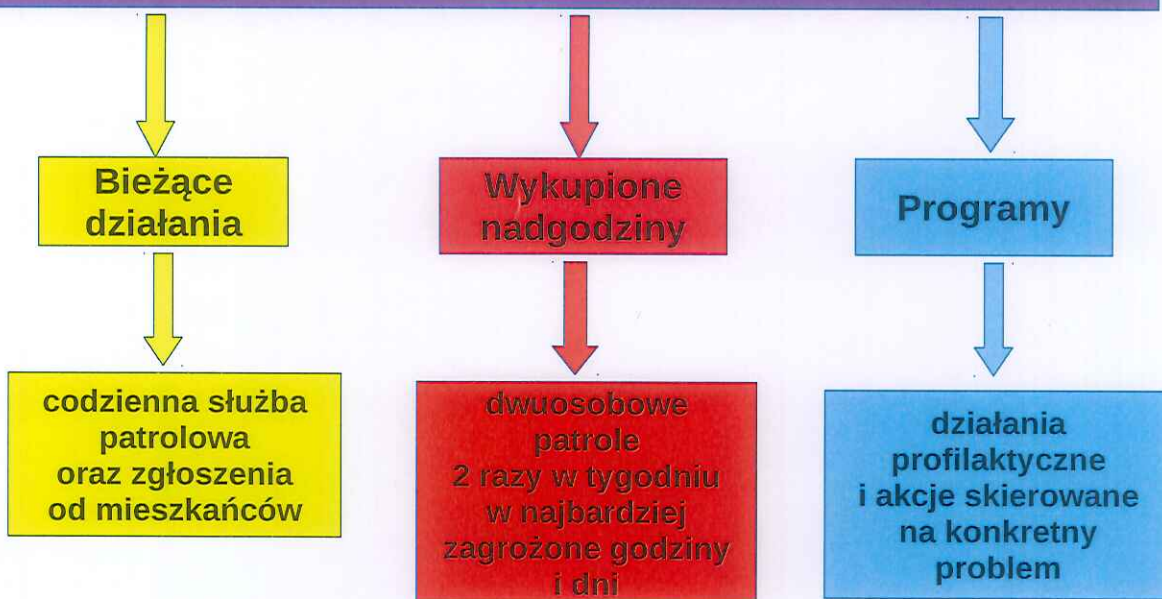 Bieżące
działania
Wykupione
nadgodziny
Programy
codzienna służba
patrolowa
oraz zgłoszenia
od mieszkańców
dwuosobowe
patrole
2 razy w tygodniu
w najbardziej
zagrożone godziny
i dni
działania
profilaktyczne
i akcje skierowane
na konkretny
problem